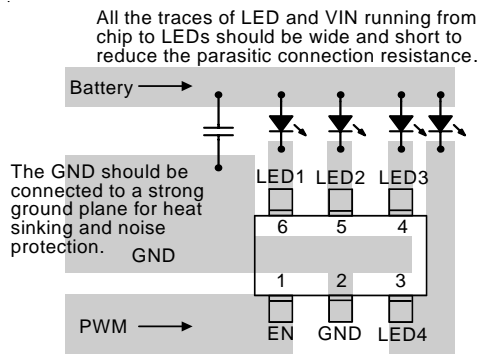 All the traces of LED and VIN running from
chip to LEDs should be wide and short to
reduce the parasitic connection resistance.
Battery
The GND should be
connected to a strong
ground plane for heat
sinking and noise
protection.
GND
LED1 LED2 LED3
6 5 4
1 2 3
PWM
EN GND LED4